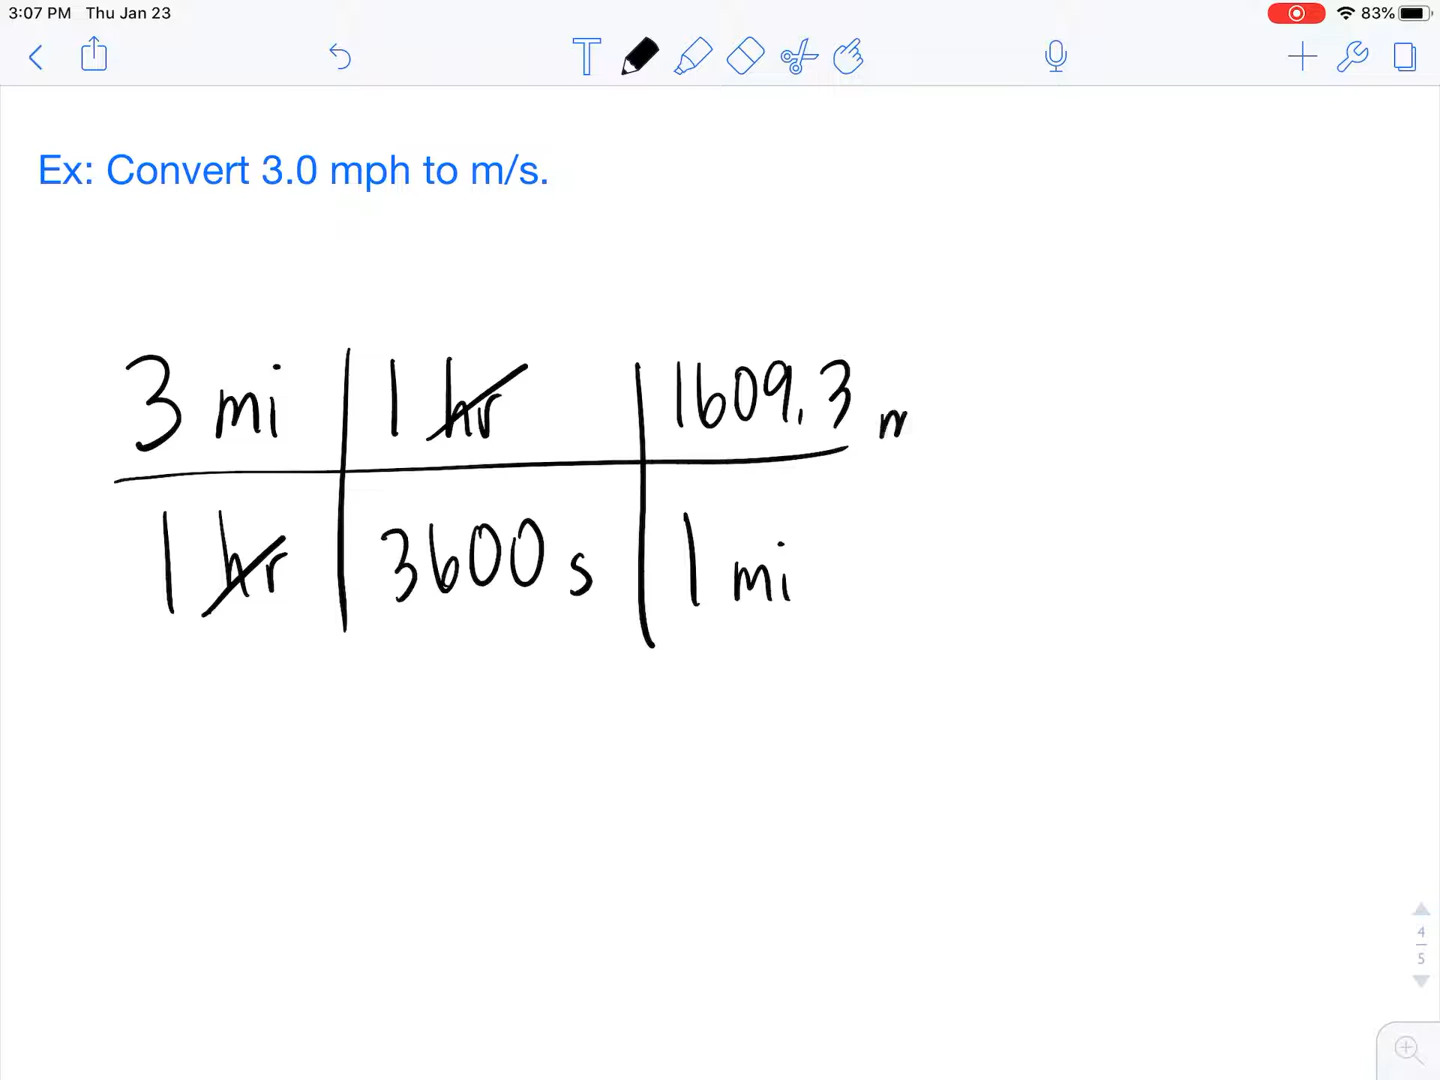 3:07 PM Thu Jan 23 83%
T
Ex: Convert 3.0 mph to m/s.
3 mi 1 hr 1609.3 m
1 hr 3600 s 1 mi
4
5